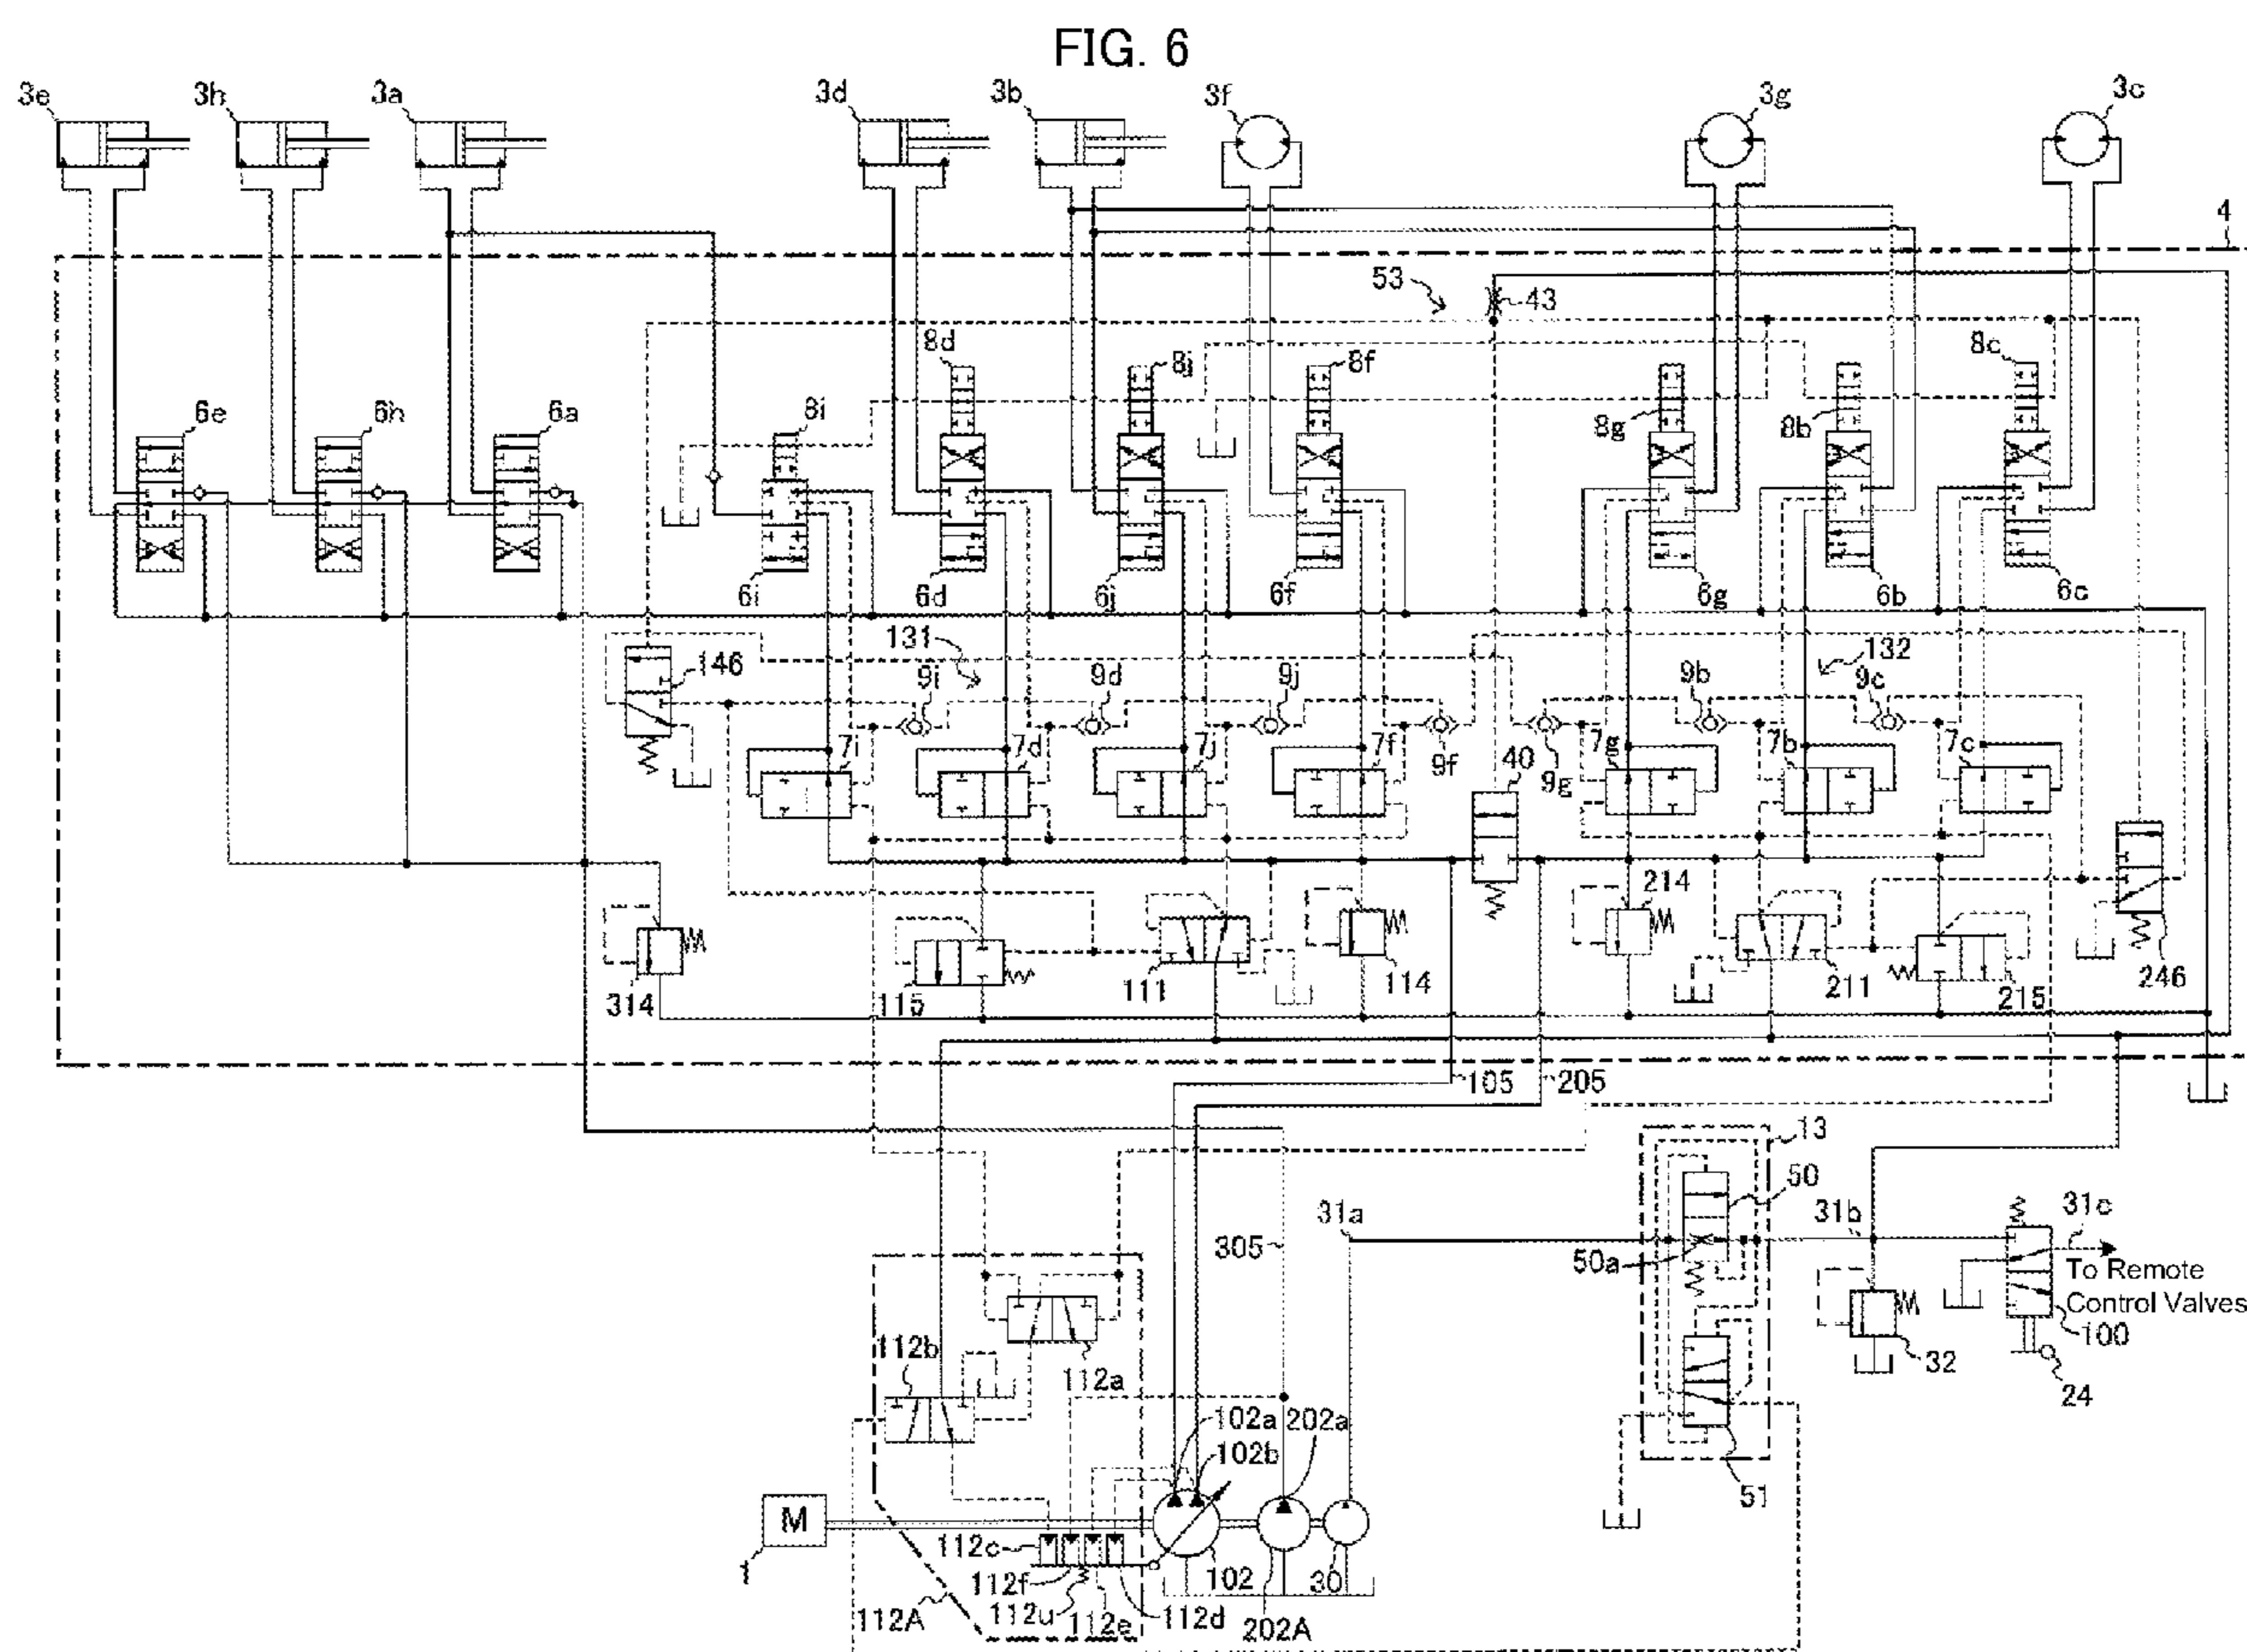 FIG. 6
3e
3h
3a
3d
3b
3f
3g
3c
4
53
43
8d
8j
8f
8c
6e
6h
6a
8i
8g
8b
6i
6d
6j
6f
6g
6b
6c
131
132
146
9i
9d
9j
9b
9c
7i
7d
7j
7f
9f
40
9g
7g
7b
7c
314
115
111
114
214
211
215
246
105
205
13
50
31a
31b
31c
305
50a
To Remote
Control Valves
100
112b
112a
32
24
102a
202a
102b
51
M
1
112c
112f
112u
112e
112d
102
30
112A
202A